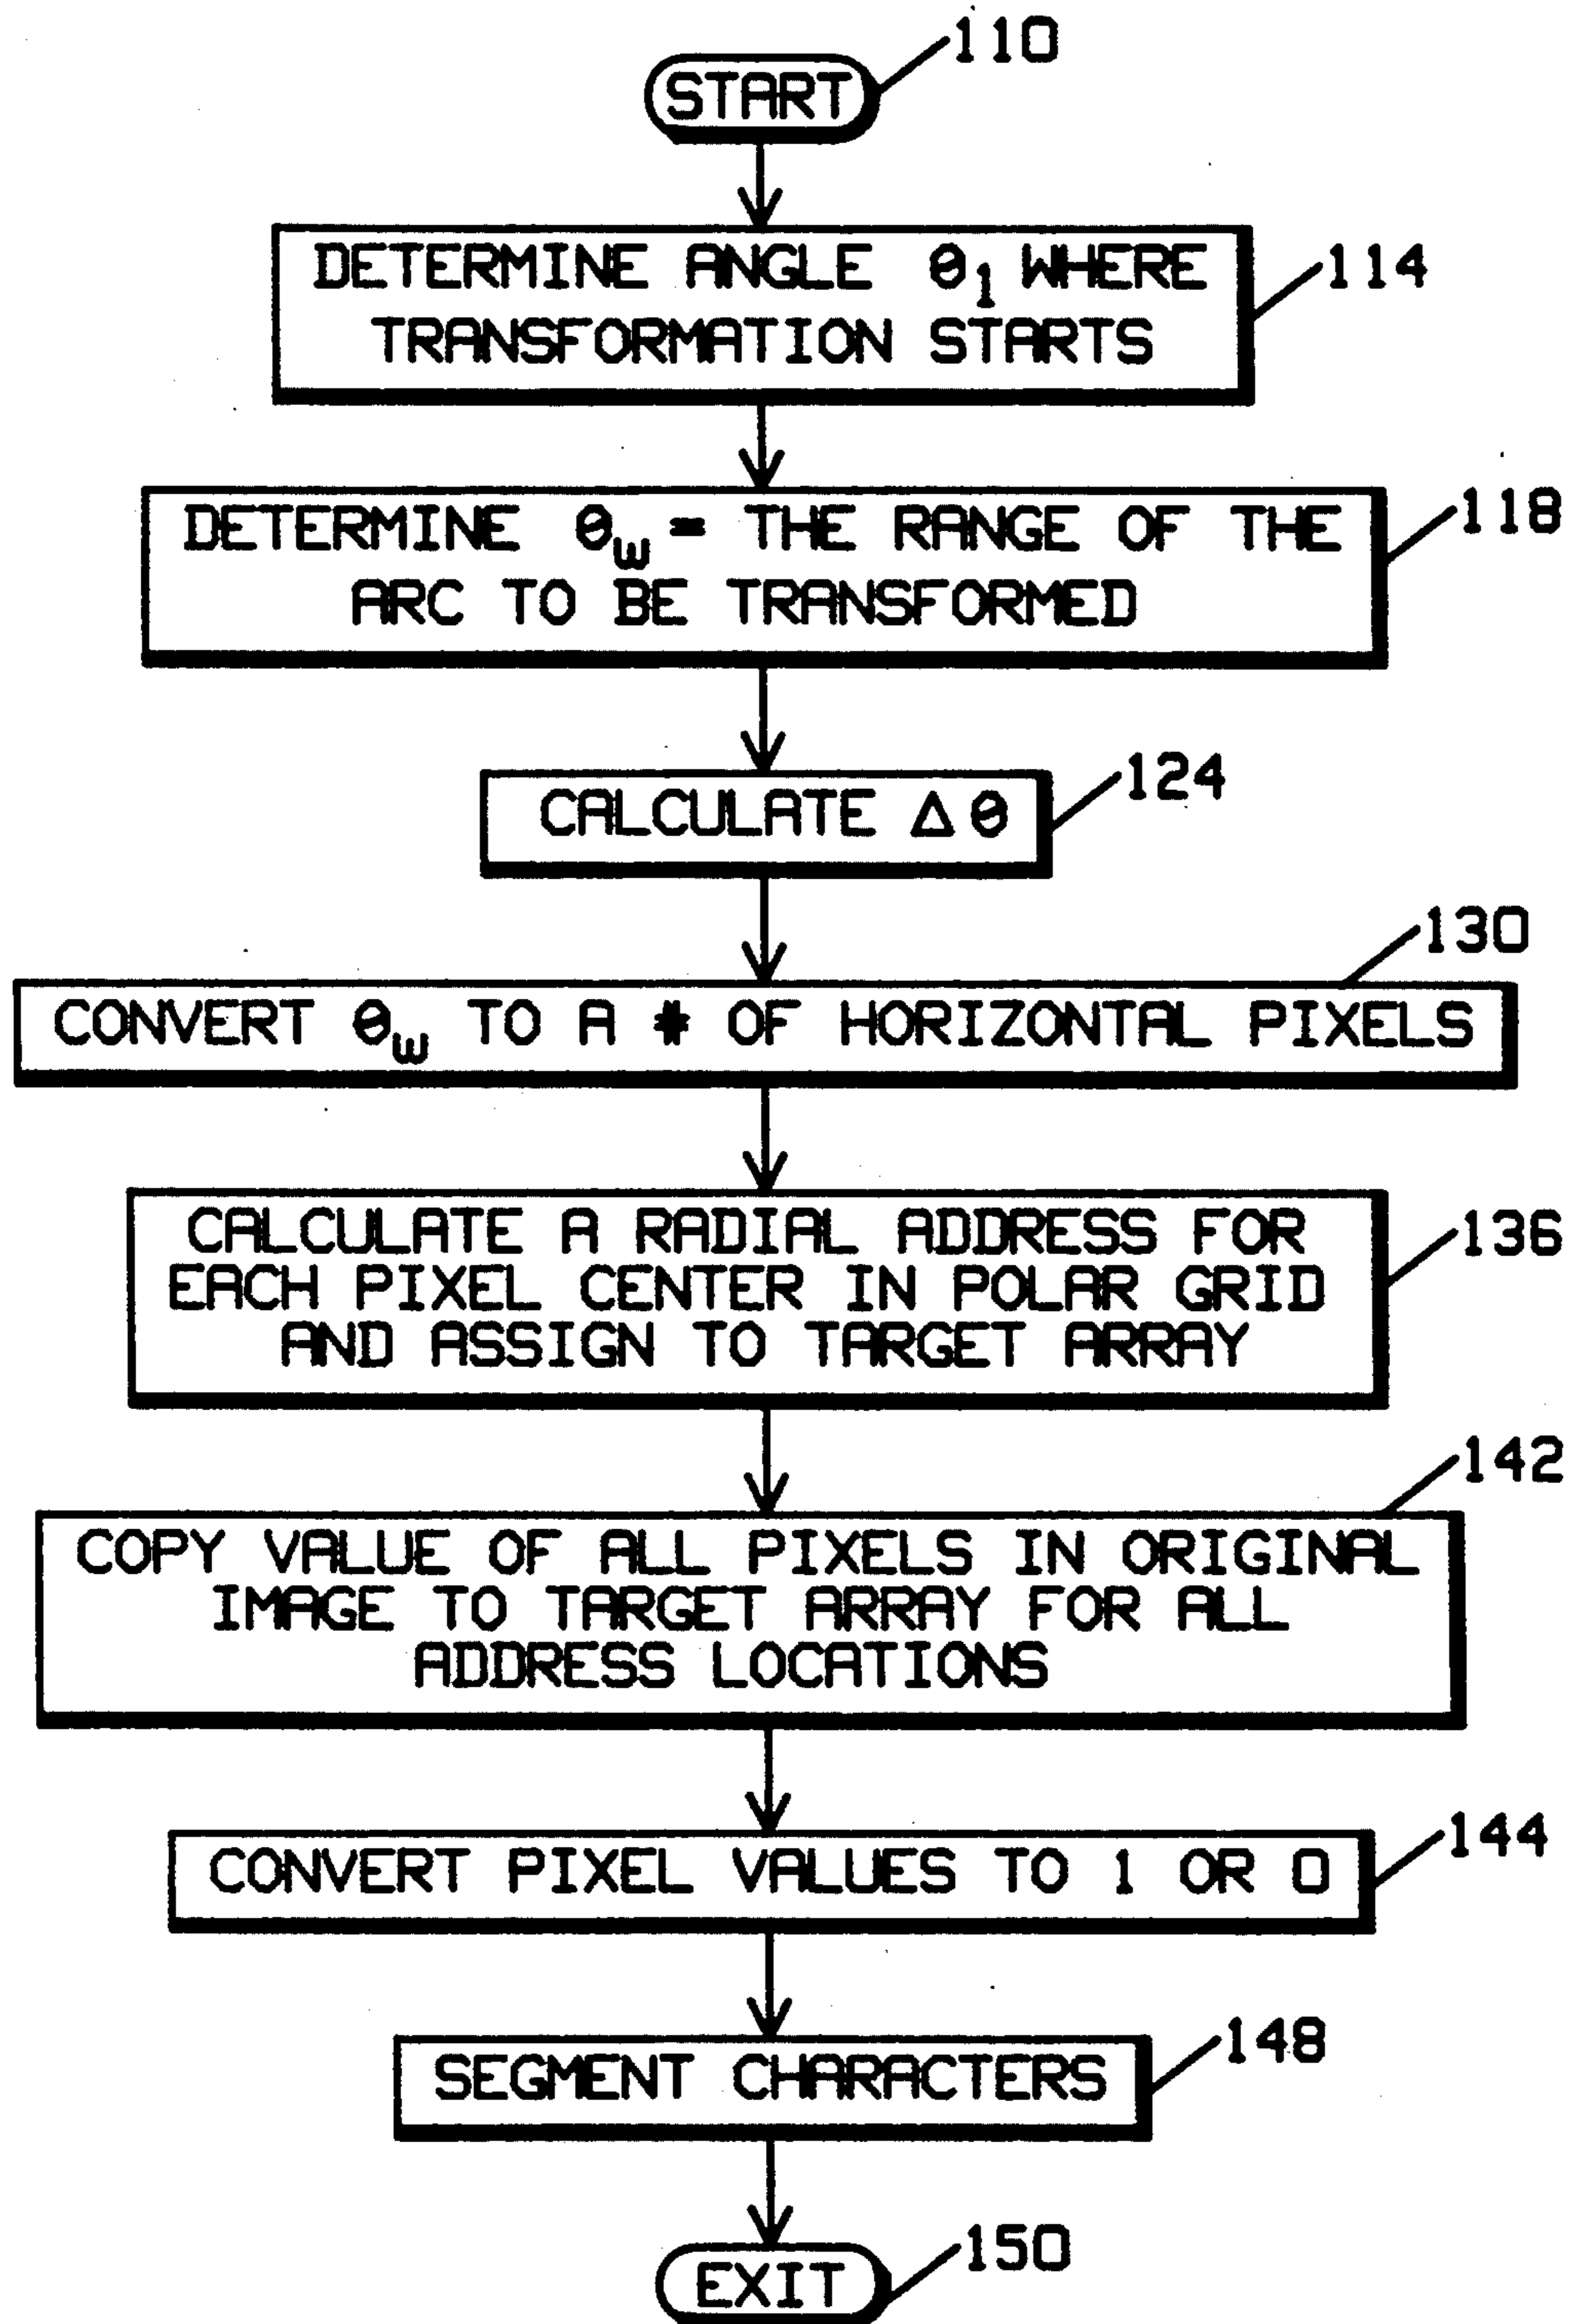 110
START
DETERMINE ANGLE θ₁ WHERE
TRANSFORMATION STARTS
114
DETERMINE θw = THE RANGE OF THE
ARC TO BE TRANSFORMED
118
CALCULATE Δθ
124
130
CONVERT θw TO A # OF HORIZONTAL PIXELS
CALCULATE A RADIAL ADDRESS FOR
EACH PIXEL CENTER IN POLAR GRID
AND ASSIGN TO TARGET ARRAY
136
142
COPY VALUE OF ALL PIXELS IN ORIGINAL
IMAGE TO TARGET ARRAY FOR ALL
ADDRESS LOCATIONS
CONVERT PIXEL VALUES TO 1 OR 0
144
SEGMENT CHARACTERS
148
EXIT
150